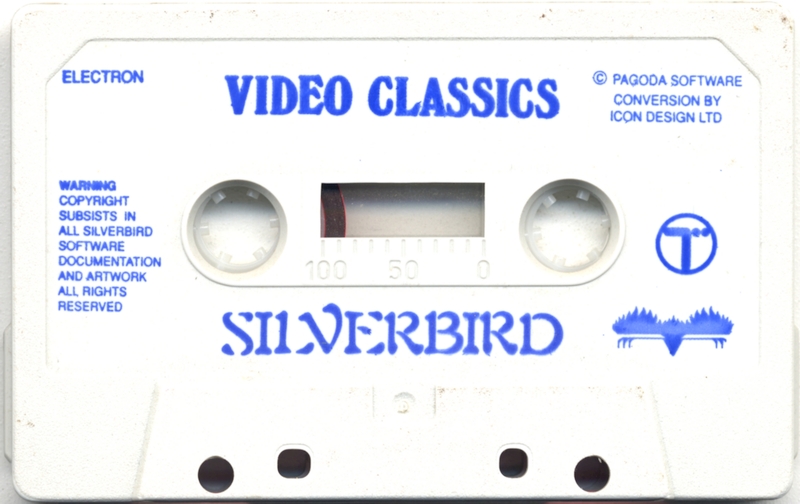 ELECTRON
VIDEO CLASSICS
© PAGODA SOFTWARE
CONVERSION BY
ICON DESIGN LTD
WARNING
COPYRIGHT
SUBSISTS IN
ALL SILVERBIRD
SOFTWARE
DOCUMENTATION
AND ARTWORK
ALL RIGHTS
RESERVED
100 50 0
SILVERBIRD